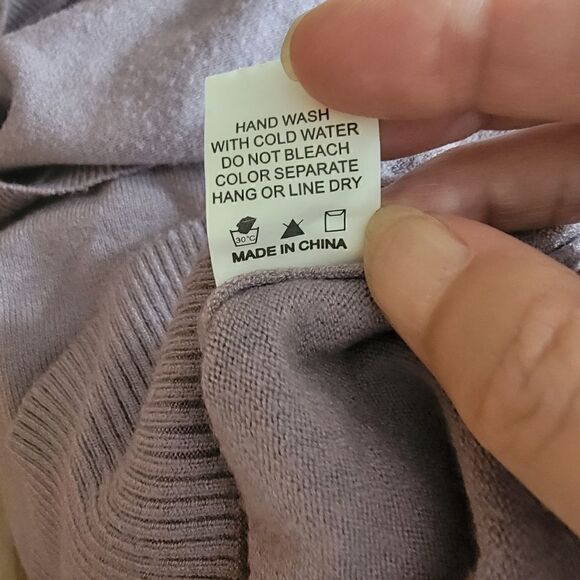 HAND WASH
WITH COLD WATER
DO NOT BLEACH
COLOR SEPARATE
HANG OR LINE DRY
30°C
MADE IN CHINA